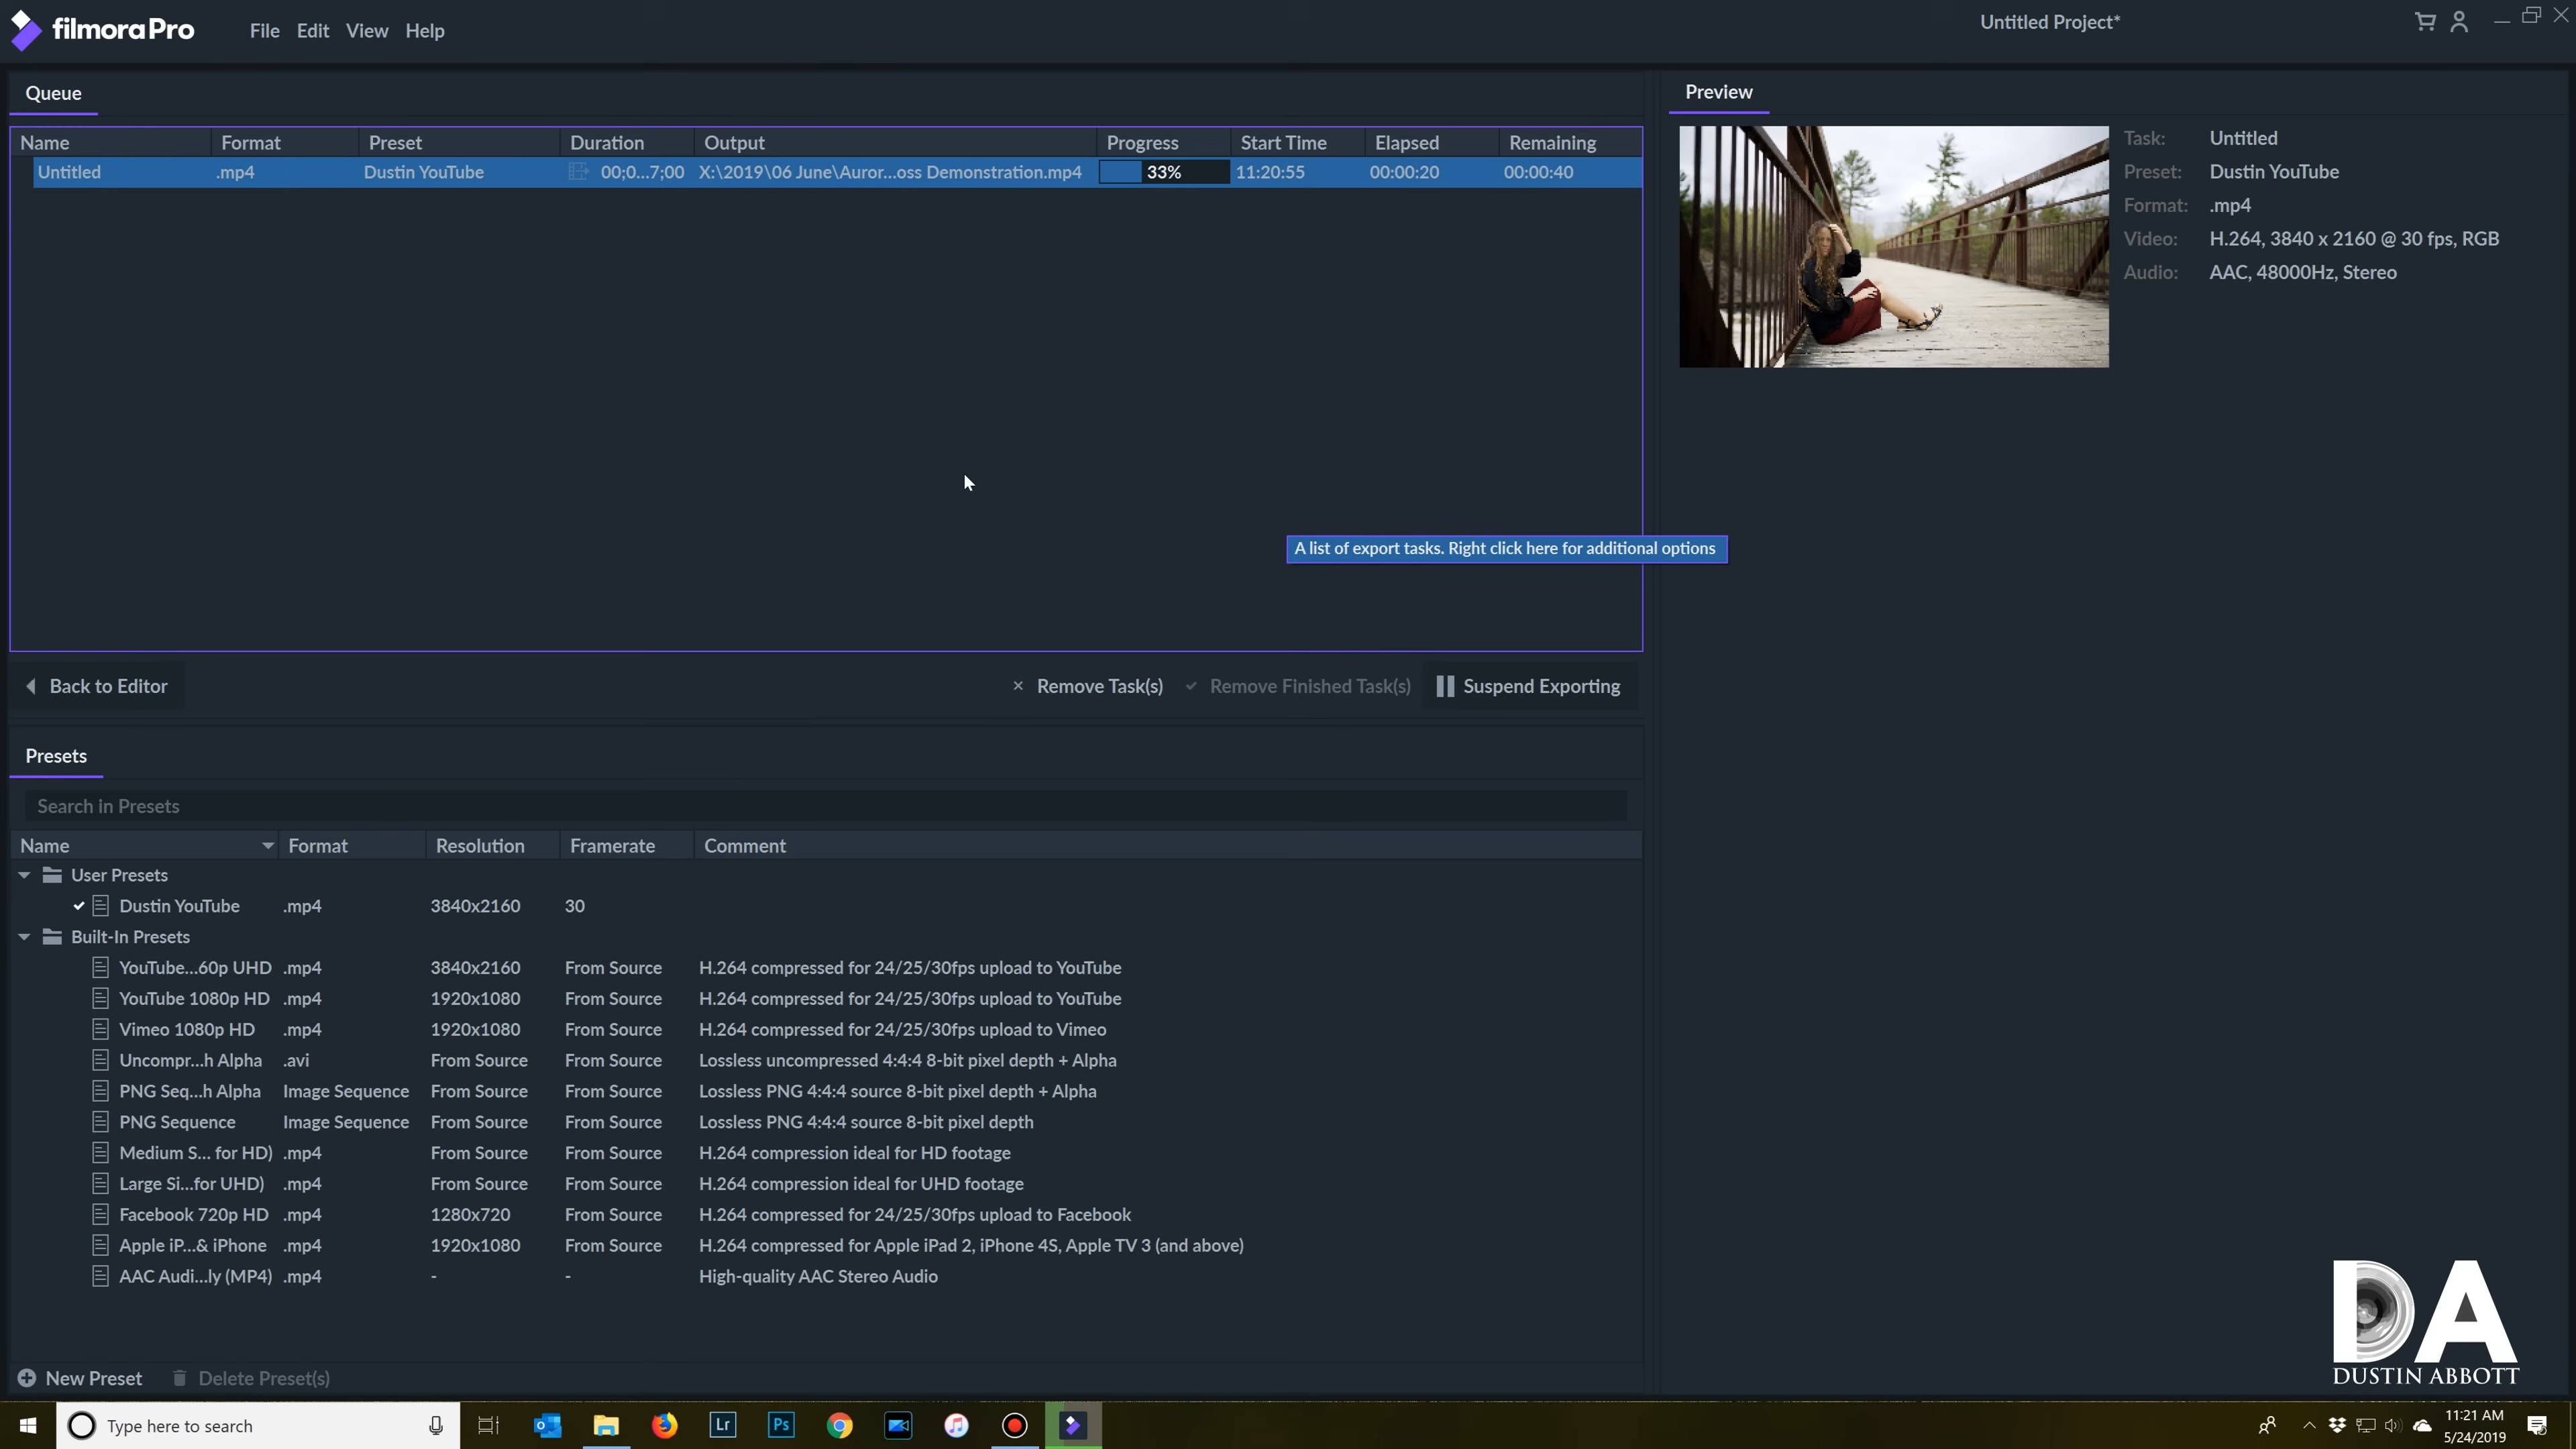 filmoraPro File Edit View Help Untitled Project*
Queue
Name Format Preset Duration Output Progress Start Time Elapsed Remaining
Untitled .mp4 Dustin YouTube 00;0...7;00 X:\2019\06 June\Auror...oss Demonstration.mp4 33% 11:20:55 00:00:20 00:00:40
A list of export tasks. Right click here for additional options
Back to Editor Remove Task(s) Remove Finished Task(s) Suspend Exporting
Preview
Task: Untitled
Preset: Dustin YouTube
Format: .mp4
Video: H.264, 3840 x 2160 @ 30 fps, RGB
Audio: AAC, 48000Hz, Stereo
Presets
Search in Presets
Name Format Resolution Framerate Comment
User Presets
Dustin YouTube .mp4 3840x2160 30
Built-In Presets
YouTube...60p UHD .mp4 3840x2160 From Source H.264 compressed for 24/25/30fps upload to YouTube
YouTube 1080p HD .mp4 1920x1080 From Source H.264 compressed for 24/25/30fps upload to YouTube
Vimeo 1080p HD .mp4 1920x1080 From Source H.264 compressed for 24/25/30fps upload to Vimeo
Uncompr...h Alpha .avi From Source From Source Lossless uncompressed 4:4:4 8-bit pixel depth + Alpha
PNG Seq...h Alpha Image Sequence From Source From Source Lossless PNG 4:4:4 source 8-bit pixel depth + Alpha
PNG Sequence Image Sequence From Source From Source Lossless PNG 4:4:4 source 8-bit pixel depth
Medium S... for HD) .mp4 From Source From Source H.264 compression ideal for HD footage
Large Si...for UHD) .mp4 From Source From Source H.264 compression ideal for UHD footage
Facebook 720p HD .mp4 1280x720 From Source H.264 compressed for 24/25/30fps upload to Facebook
Apple iP...& iPhone .mp4 1920x1080 From Source H.264 compressed for Apple iPad 2, iPhone 4S, Apple TV 3 (and above)
AAC Audi...ly (MP4) .mp4 - - High-quality AAC Stereo Audio
New Preset Delete Preset(s)
DA
DUSTIN ABBOTT
Type here to search Lr Ps 11:21 AM
5/24/2019